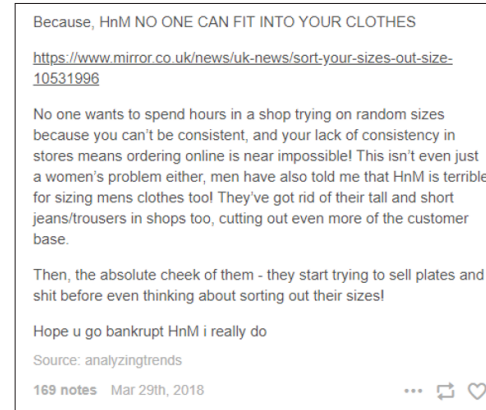 Because, HnM NO ONE CAN FIT INTO YOUR CLOTHES
https://www.mirror.co.uk/news/uk-news/sort-your-sizes-out-size-
10531996
No one wants to spend hours in a shop trying on random sizes
because you can't be consistent, and your lack of consistency in
stores means ordering online is near impossible! This isn't even just
a women's problem either, men have also told me that HnM is terrible
for sizing mens clothes too! They've got rid of their tall and short
jeans/trousers in shops too, cutting out even more of the customer
base.
Then, the absolute cheek of them - they start trying to sell plates and
shit before even thinking about sorting out their sizes!
Hope u go bankrupt HnM i really do
Source: analyzingtrends
169 notes Mar 29th, 2018